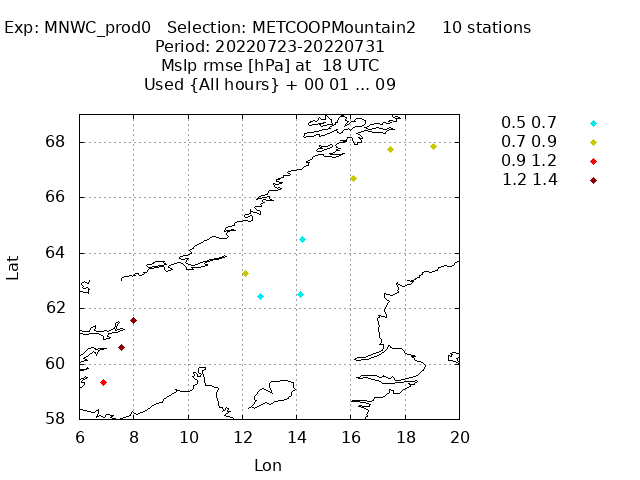 Exp: MNWC_prod0   Selection: METCOOPMountain2     10 stations
Period: 20220723-20220731
Mslp rmse [hPa] at  18 UTC
Used {All hours} + 00 01 ... 09
0.5 0.7
0.7 0.9
0.9 1.2
1.2 1.4
68
66
64
62
60
58
Lat
6 8 10 12 14 16 18 20
Lon